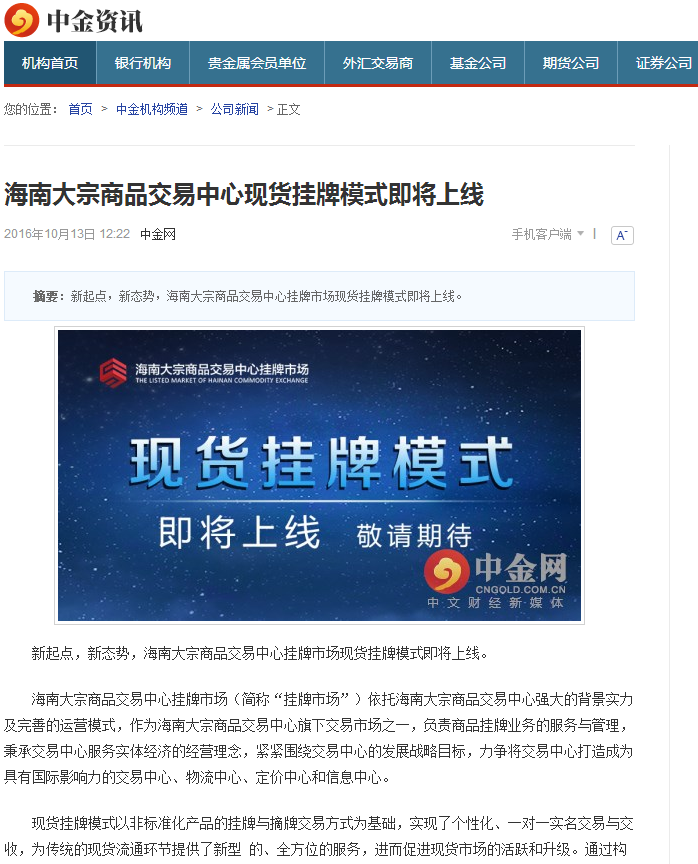 中金资讯
机构首页 银行机构 贵金属会员单位 外汇交易商 基金公司 期货公司 证券公司
您的位置： 首页 > 中金机构频道 > 公司新闻 > 正文
海南大宗商品交易中心现货挂牌模式即将上线
2016年10月13日 12:22 中金网 手机客户端 | A-
摘要：新起点，新态势，海南大宗商品交易中心挂牌市场现货挂牌模式即将上线。
海南大宗商品交易中心挂牌市场
THE LISTED MARKET OF HAINAN COMMODITY EXCHANGE
现货挂牌模式
即将上线 敬请期待
中金网
CNGOLD.COM.CN
中·文财经新·媒体
新起点，新态势，海南大宗商品交易中心挂牌市场现货挂牌模式即将上线。
海南大宗商品交易中心挂牌市场（简称“挂牌市场”）依托海南大宗商品交易中心强大的背景实力
及完善的运营模式，作为海南大宗商品交易中心旗下交易市场之一，负责商品挂牌业务的服务与管理，
秉承交易中心服务实体经济的经营理念，紧紧围绕交易中心的发展战略目标，力争将交易中心打造成为
具有国际影响力的交易中心、物流中心、定价中心和信息中心。
现货挂牌模式以非标准化产品的挂牌与摘牌交易方式为基础，实现了个性化、一对一实名交易与交
收，为传统的现货流通环节提供了新型 的、全方位的服务，进而促进现货市场的活跃和升级。通过构